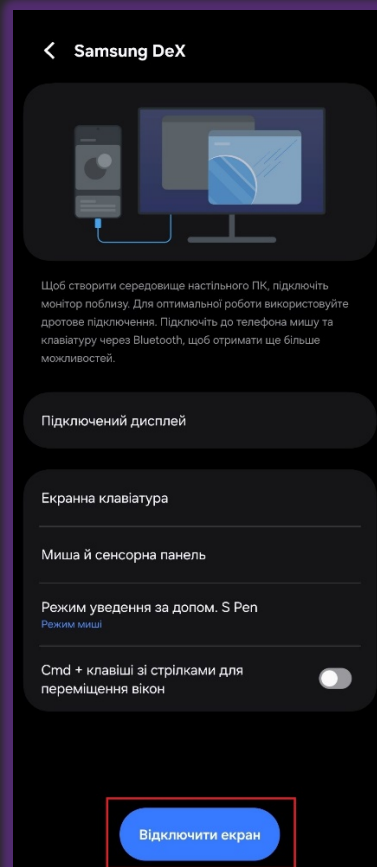 Samsung DeX
Щоб створити середовище настільного ПК, підключіть
монітор поблизу. Для оптимальної роботи використовуйте
дротове підключення. Підключіть до телефона мишу та
клавіатуру через Bluetooth, щоб отримати ще більше
можливостей.
Підключений дисплей
Екранна клавіатура
Миша й сенсорна панель
Режим уведення за допом. S Pen
Режим миші
Cmd + клавіші зі стрілками для
переміщення вікон
Відключити екран